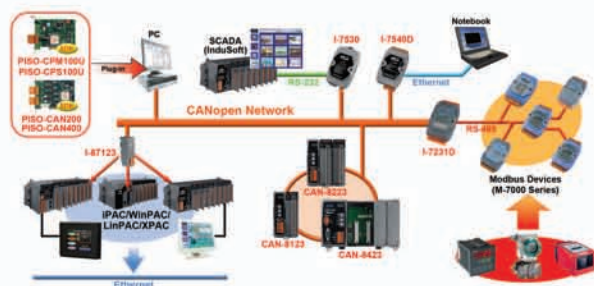 PISO-CPM100U
PISO-CPS100U
PISO-CAN200
PISO-CAN400
Plug-in
PC
SCADA
(InduSoft)
RS-232
I-7530
I-7540D
Ethernet
Notebook
CANopen Network
I-7231D
RS-485
Modbus Devices
(M-7000 Series)
I-87123
iPAC/WinPAC/
LinPAC/XPAC
Ethernet
CAN-8223
CAN-8123
CAN-8423